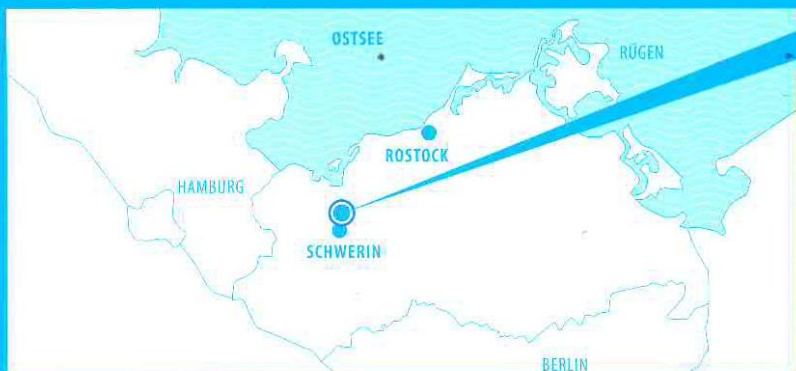 OSTSEE
RÜGEN
ROSTOCK
HAMBURG
SCHWERIN
BERLIN